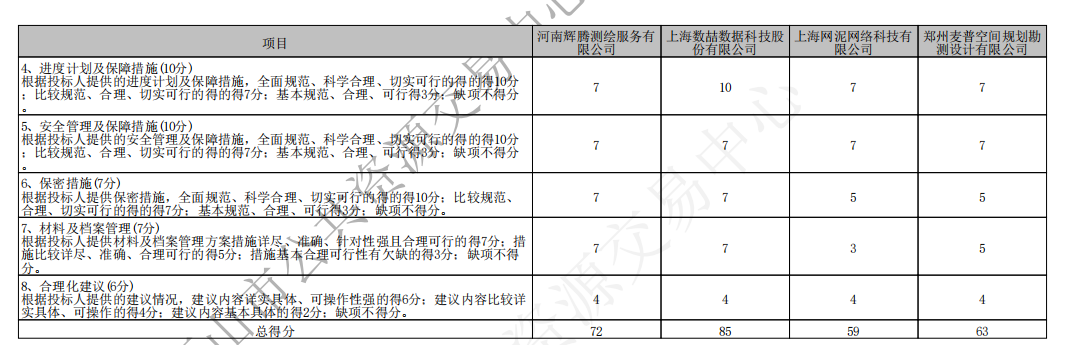 项目
河南辉腾测绘服务有
限公司
上海数喆数据科技股
份有限公司
上海网泥网络科技有
限公司
郑州麦普空间规划勘
测设计有限公司
4、进度计划及保障措施(10分)
根据投标人提供的进度计划及保障措施，全面规范、科学合理、切实可行的得的得10分
；比较规范、合理、切实可行的得的得7分；基本规范、合理、可行得3分；缺项不得分
。
7
10
7
7
5、安全管理及保障措施(10分)
根据投标人提供的安全管理及保障措施，全面规范、科学合理、切实可行的得的得10分
；比较规范、合理、切实可行的得的得7分；基本规范、合理、可行得3分；缺项不得分
。
7
7
7
7
6、保密措施(7分)
根据投标人提供保密措施，全面规范、科学合理、切实可行的得的得10分；比较规范、
合理、切实可行的得的得7分；基本规范、合理、可行得3分；缺项不得分。
7
7
5
5
7、材料及档案管理(7分)
根据投标人提供材料及档案管理方案措施详尽、准确、针对性强且合理可行的得7分；措
施比较详尽、准确、合理可行的得5分；措施基本合理可行性有欠缺的得3分；缺项不得
分。
7
7
3
5
8、合理化建议(6分)
根据投标人提供的建议情况，建议内容详实具体、可操作性强的得6分；建议内容比较详
实具体、可操作的得4分；建议内容基本具体的得2分；缺项不得分。
4
4
4
4
总得分
72
85
59
63
山市公共资源交易中心
资源交易中心